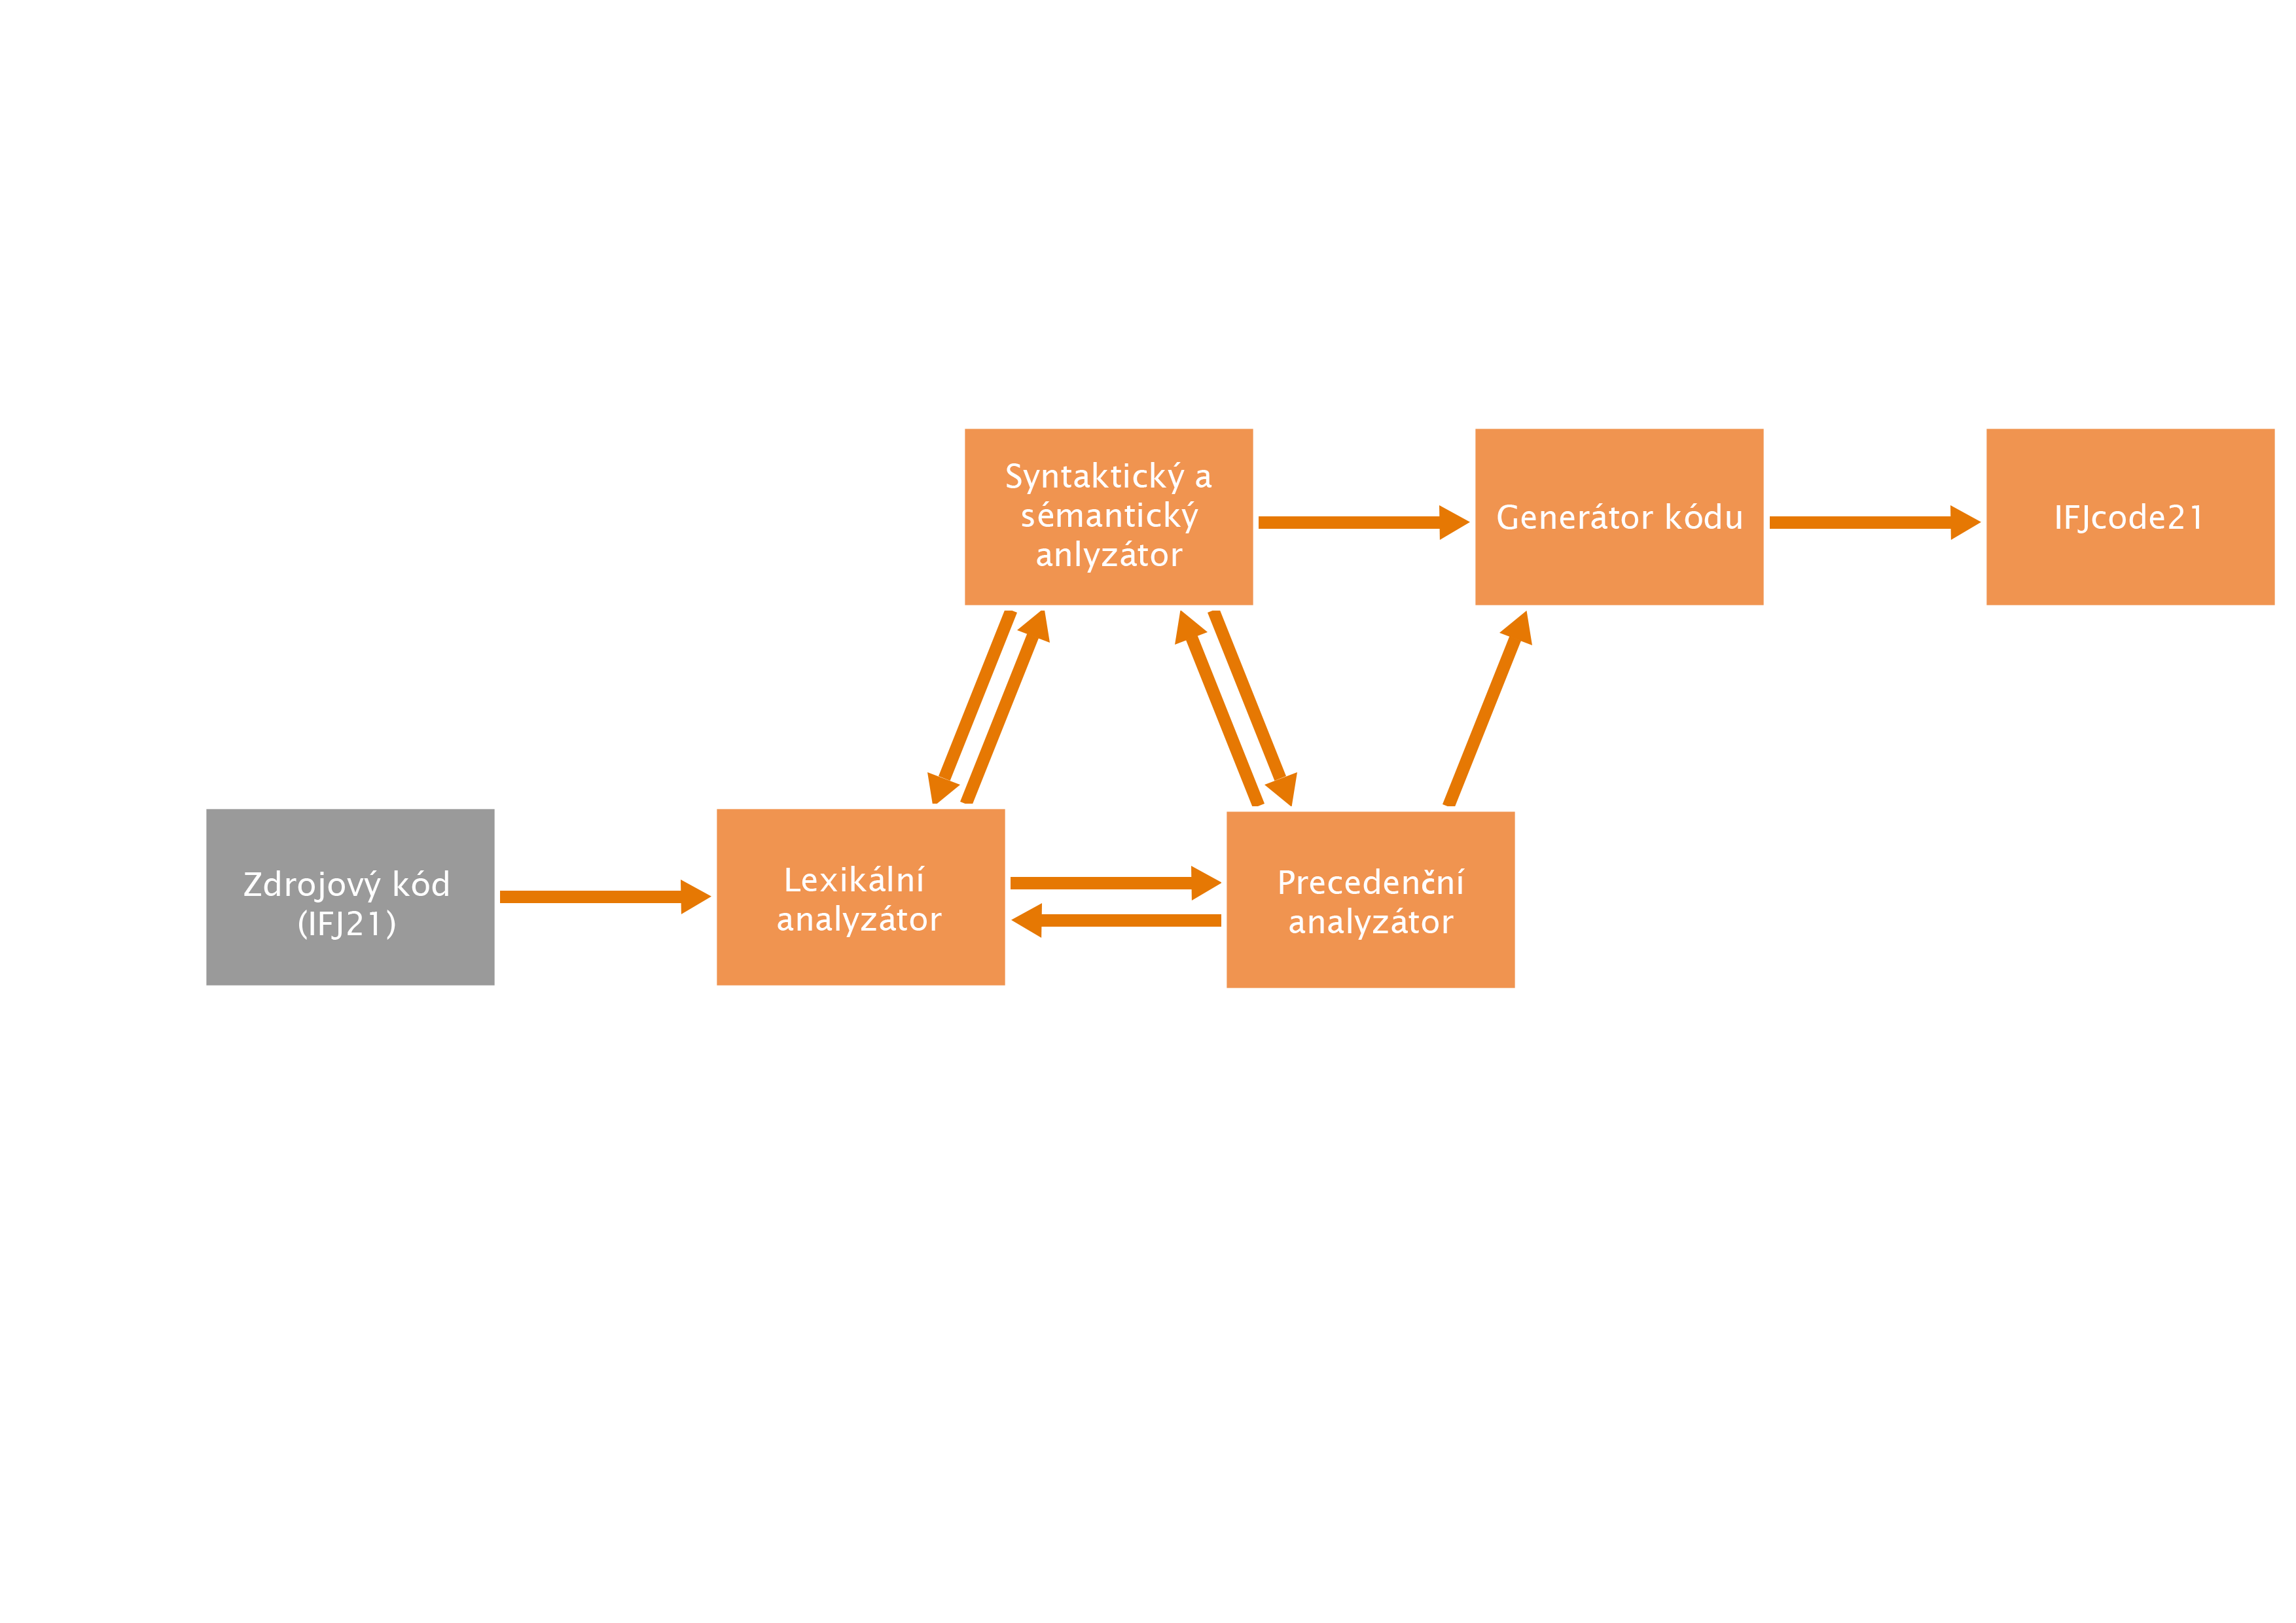 Syntaktický a
sémantický
anlyzátor
Generátor kódu
IFJcode21
Zdrojový kód
(IFJ21)
Lexikální
analyzátor
Precedenční
analyzátor